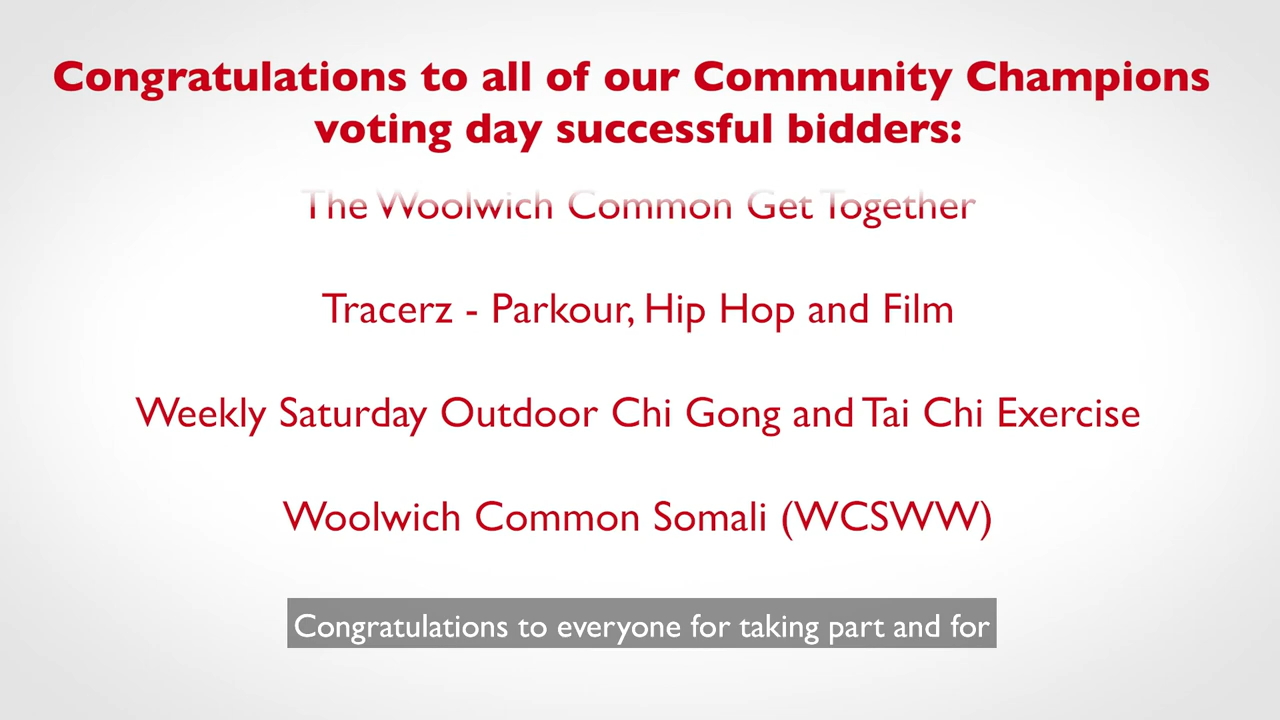 Congratulations to all of our Community Champions
voting day successful bidders:
The Woolwich Common Get Together
Tracerz - Parkour, Hip Hop and Film
Weekly Saturday Outdoor Chi Gong and Tai Chi Exercise
Woolwich Common Somali (WCSWW)
Congratulations to everyone for taking part and for